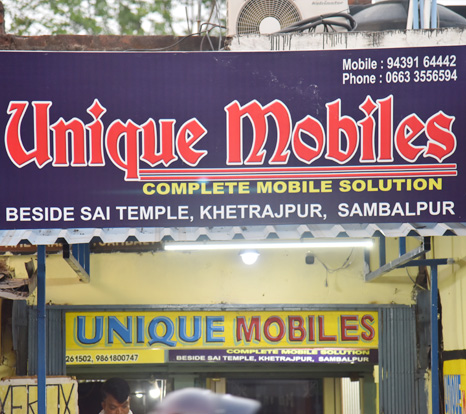 Mobile : 94391 64442
Phone : 0663 3556594
Unique Mobiles
COMPLETE MOBILE SOLUTION
BESIDE SAI TEMPLE, KHETRAJPUR, SAMBALPUR
UNIQUE MOBILES
COMPLETE MOBILE SOLUTION
261502, 9861800747
BESIDE SAI TEMPLE, KHETRAJPUR, SAMBALPUR